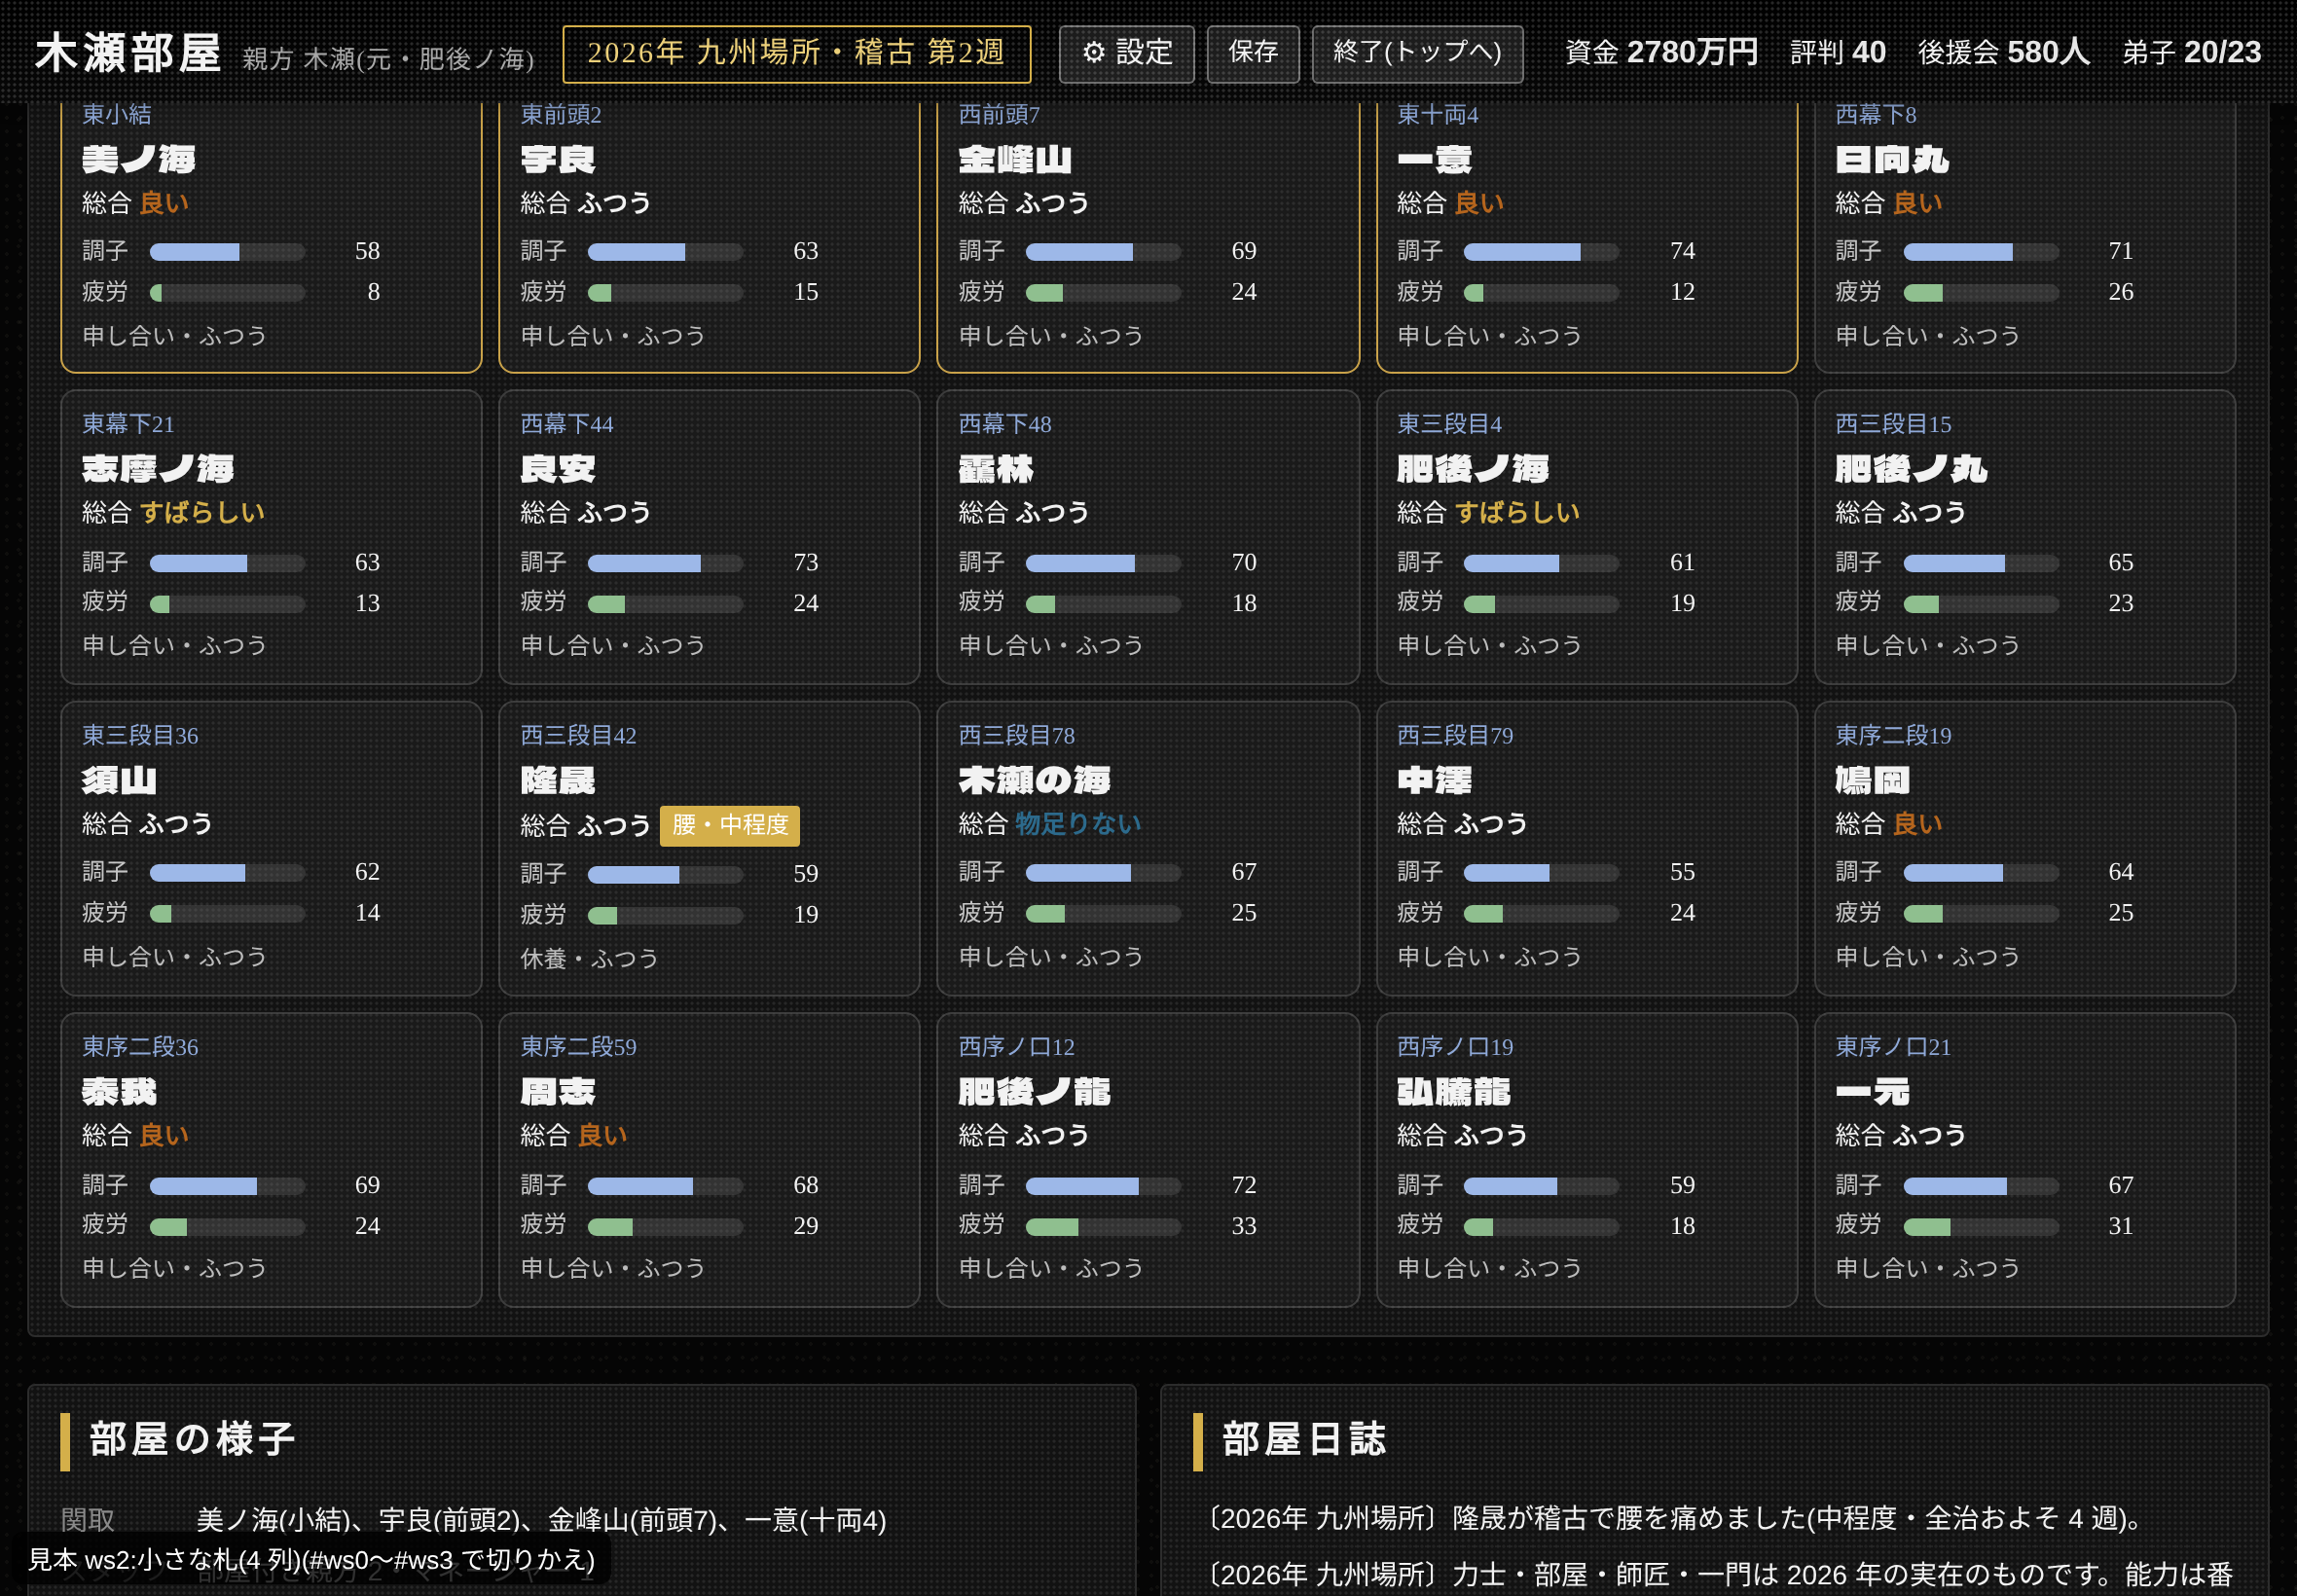 木瀬部屋 親方 木瀬(元・肥後ノ海) 2026年 九州場所・稽古 第2週 ⚙ 設定 保存 終了(トップへ) 資金 2780万円 評判 40 後援会 580人 弟子 20/23
東小結 東前頭2 西前頭7 東十両4 西幕下8
美ノ海 宇良 金峰山 一意 日向丸
総合 良い 総合 ふつう 総合 ふつう 総合 良い 総合 良い
調子 58 調子 63 調子 69 調子 74 調子 71
疲労 8 疲労 15 疲労 24 疲労 12 疲労 26
申し合い・ふつう 申し合い・ふつう 申し合い・ふつう 申し合い・ふつう 申し合い・ふつう
東幕下21 西幕下44 西幕下48 東三段目4 西三段目15
志摩ノ海 良安 林 肥後ノ海 肥後ノ丸
総合 すばらしい 総合 ふつう 総合 ふつう 総合 すばらしい 総合 ふつう
調子 63 調子 73 調子 70 調子 61 調子 65
疲労 13 疲労 24 疲労 18 疲労 19 疲労 23
申し合い・ふつう 申し合い・ふつう 申し合い・ふつう 申し合い・ふつう 申し合い・ふつう
東三段目36 西三段目42 西三段目78 西三段目79 東序二段19
須山 隆晟 木瀬の海 中澤 鳩岡
総合 ふつう 総合 ふつう 腰・中程度 総合 物足りない 総合 ふつう 総合 良い
調子 62 調子 59 調子 67 調子 55 調子 64
疲労 14 疲労 19 疲労 25 疲労 24 疲労 25
申し合い・ふつう 休養・ふつう 申し合い・ふつう 申し合い・ふつう 申し合い・ふつう
東序二段36 東序二段59 西序ノ口12 西序ノ口19 東序ノ口21
泰我 周志 肥後ノ龍 弘騰龍 一元
総合 良い 総合 良い 総合 ふつう 総合 ふつう 総合 ふつう
調子 69 調子 68 調子 72 調子 59 調子 67
疲労 24 疲労 29 疲労 33 疲労 18 疲労 31
申し合い・ふつう 申し合い・ふつう 申し合い・ふつう 申し合い・ふつう 申し合い・ふつう
部屋の様子
関取 美ノ海(小結)、宇良(前頭2)、金峰山(前頭7)、一意(十両4)
見本 ws2:小さな札(4 列)(#ws0〜#ws3 で切りかえ)
部屋日誌
〔2026年 九州場所〕隆晟が稽古で腰を痛めました(中程度・全治およそ 4 週)。
〔2026年 九州場所〕力士・部屋・師匠・一門は 2026 年の実在のものです。能力は番